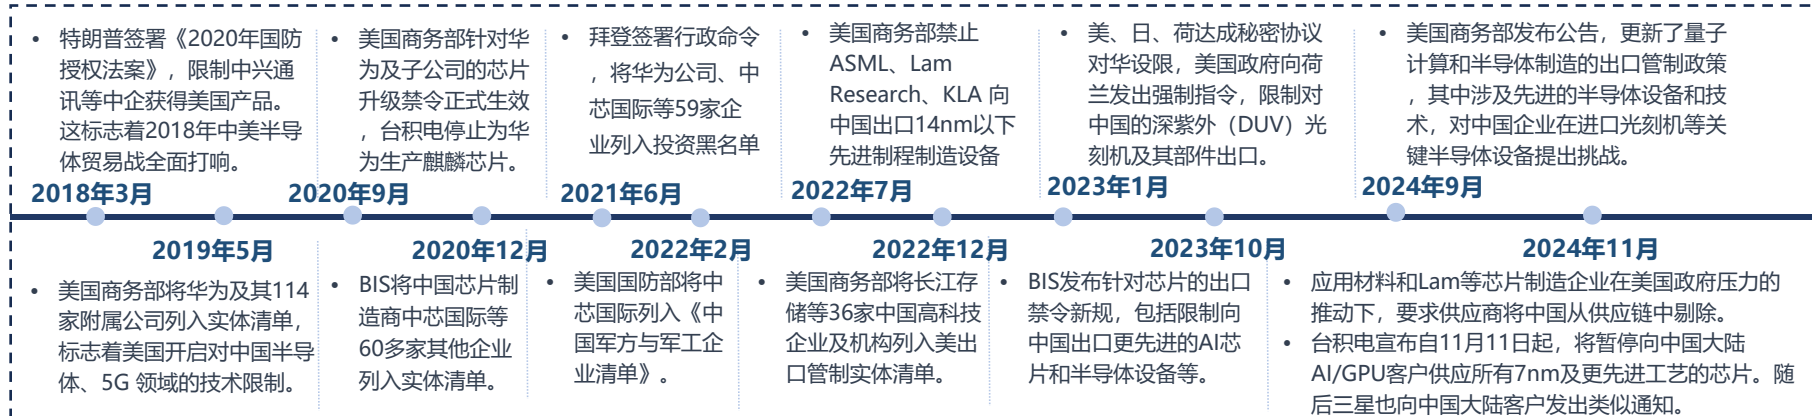 • 特朗普签署《2020年国防
授权法案》，限制中兴通
讯等中企获得美国产品。
这标志着2018年中美半导
体贸易战全面打响。
2018年3月
• 美国商务部针对华
为及子公司的芯片
升级禁令正式生效
，台积电停止为华
为生产麒麟芯片。
2020年9月
• 拜登签署行政命令
，将华为公司、中
芯国际等59家企
业列入投资黑名单
2021年6月
• 美国商务部禁止
ASML、Lam
Research、KLA 向
中国出口14nm以下
先进制程制造设备
2022年7月
• 美、日、荷达成秘密协议
对华设限，美国政府向荷
兰发出强制指令，限制对
中国的深紫外（DUV）光
刻机及其部件出口。
2023年1月
• 美国商务部发布公告，更新了量子
计算和半导体制造的出口管制政策
，其中涉及先进的半导体设备和技
术，对中国企业在进口光刻机等关
键半导体设备提出挑战。
2024年9月
2019年5月
• 美国商务部将华为及其114
家附属公司列入实体清单，
标志着美国开启对中国半导
体、5G 领域的技术限制。
2020年12月
• BIS将中国芯片制
造商中芯国际等
60多家其他企业
列入实体清单。
2022年2月
• 美国国防部将中
芯国际列入《中
国军方与军工企
业清单》。
2022年12月
• 美国商务部将长江存
储等36家中国高科技
企业及机构列入美出
口管制实体清单。
2023年10月
• BIS发布针对芯片的出口
禁令新规，包括限制向
中国出口更先进的AI芯
片和半导体设备等。
2024年11月
• 应用材料和Lam等芯片制造企业在美国政府压力的
推动下，要求供应商将中国从供应链中剔除。
• 台积电宣布自11月11日起，将暂停向中国大陆
AI/GPU客户供应所有7nm及更先进工艺的芯片。随
后三星也向中国大陆客户发出类似通知。